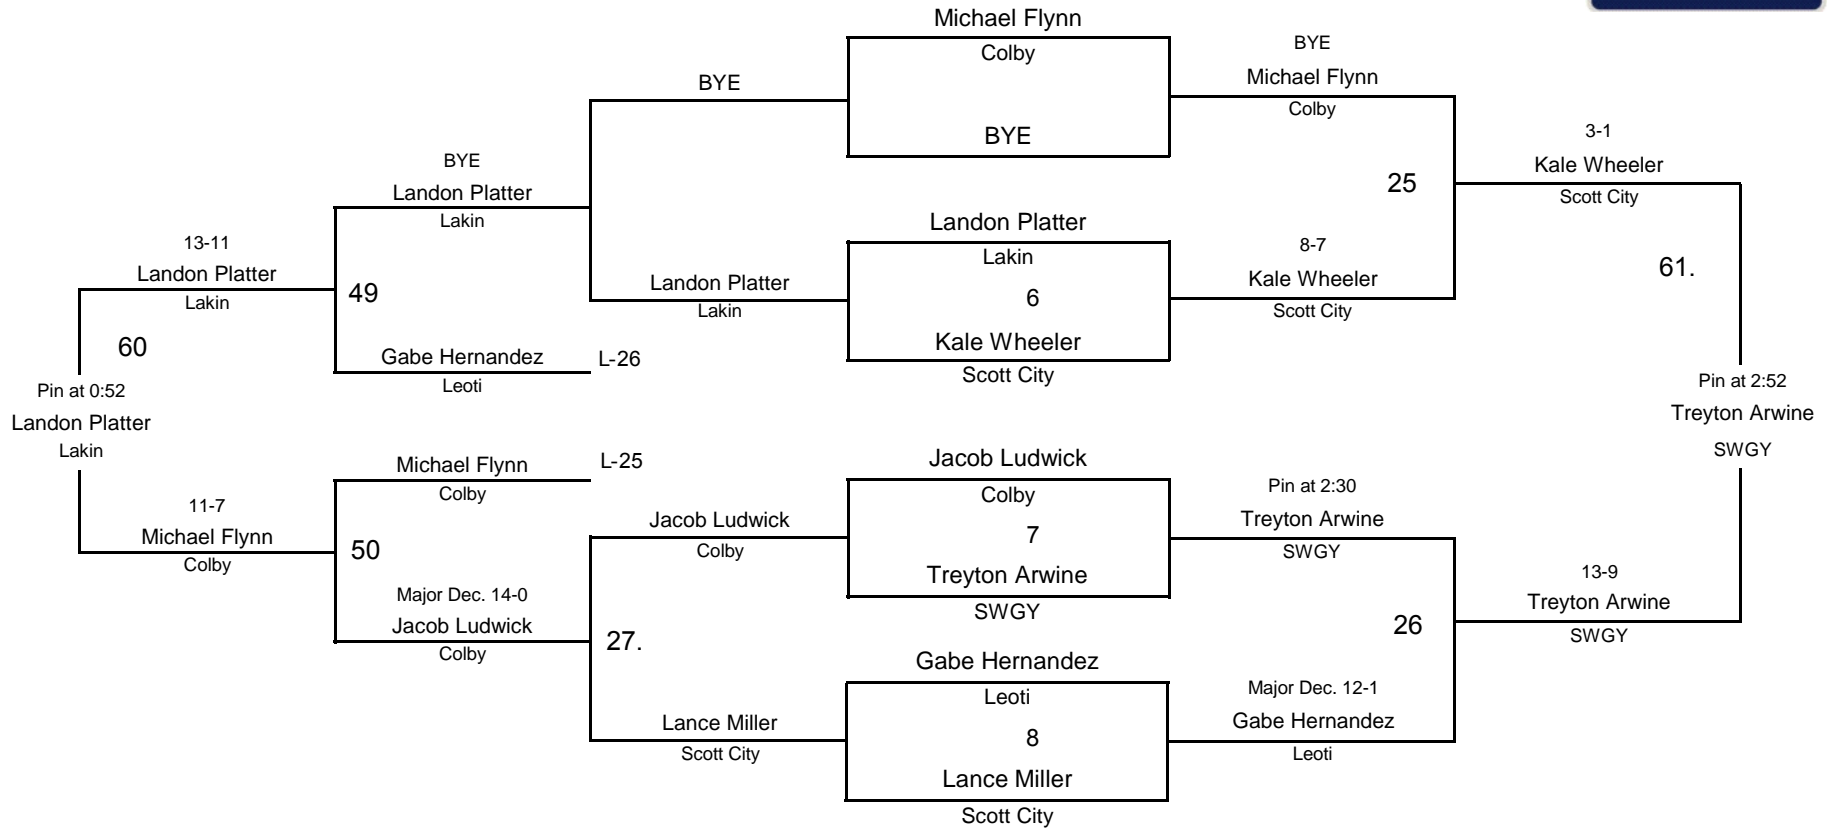 Michael Flynn
Colby
BYE
BYE
Michael Flynn
Colby
BYE
3-1
Kale Wheeler
Scott City
BYE
Landon Platter
Lakin
25
Landon Platter
Lakin
6
Kale Wheeler
Scott City
8-7
Kale Wheeler
Scott City
61.
13-11
Landon Platter
Lakin
49
Landon Platter
Lakin
60
Gabe Hernandez
Leoti
L-26
Pin at 0:52
Landon Platter
Lakin
Pin at 2:52
Treyton Arwine
SWGY
Michael Flynn
Colby
L-25
Jacob Ludwick
Colby
7
Treyton Arwine
SWGY
Pin at 2:30
Treyton Arwine
SWGY
11-7
Michael Flynn
Colby
50
Jacob Ludwick
Colby
Major Dec. 14-0
Jacob Ludwick
Colby
27.
13-9
Treyton Arwine
SWGY
26
Gabe Hernandez
Leoti
8
Lance Miller
Scott City
Major Dec. 12-1
Gabe Hernandez
Leoti
Lance Miller
Scott City